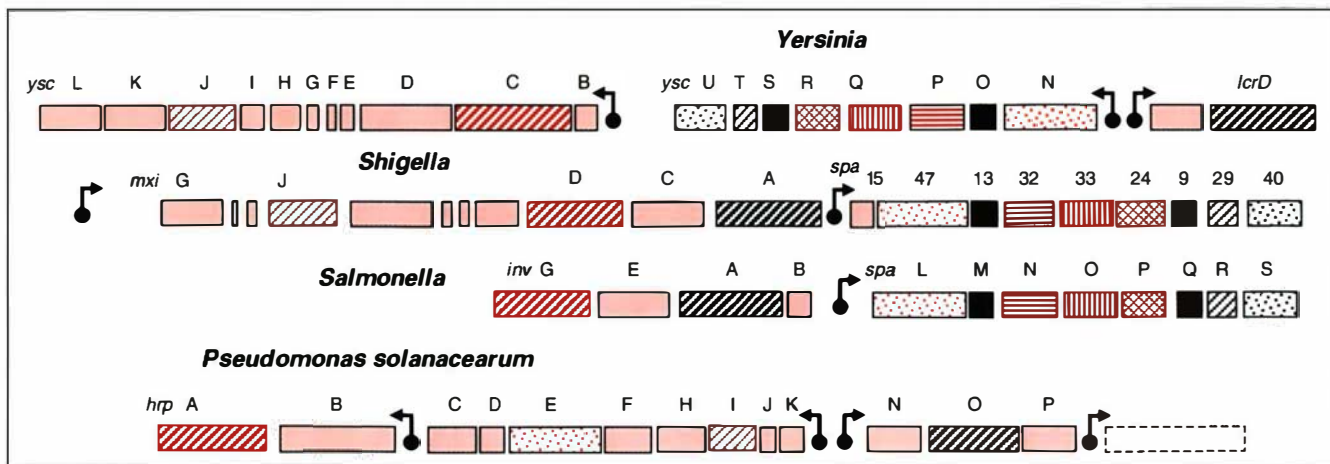 Yersinia
ysc L K J I H G F E D C B ysc U T S R Q P O N lcrD
Shigella
mxi G J D C A spa 15 47 13 32 33 24 9 29 40
Salmonella
inv G E A B spa L M N O P Q R S
Pseudomonas solanacearum
hrp A B C D E F H I J K N O P